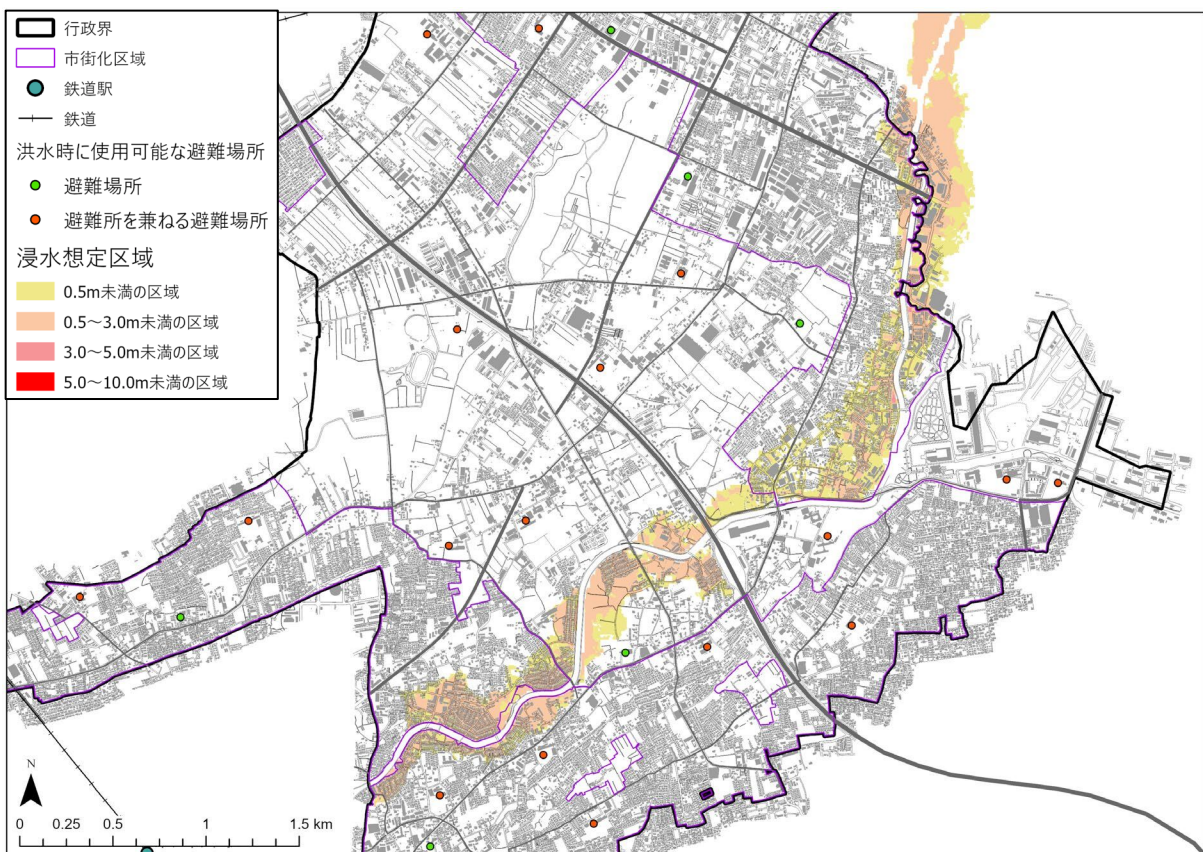 行政界
市街化区域
鉄道駅
鉄道
洪水時に使用可能な避難場所
避難場所
避難所を兼ねる避難場所
浸水想定区域
0.5m未満の区域
0.5～3.0m未満の区域
3.0～5.0m未満の区域
5.0～10.0m未満の区域
N
0 0.25 0.5 1 1.5 km